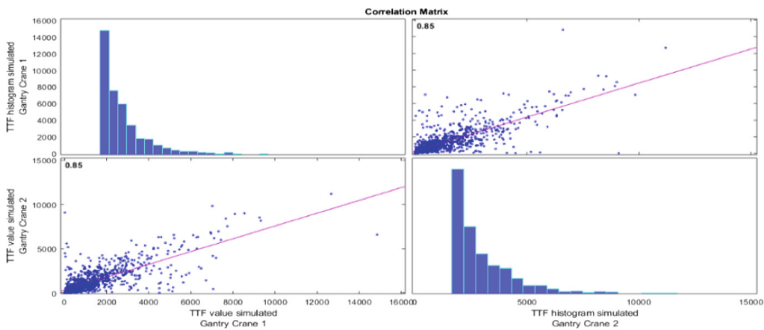 Correlation Matrix
TTF histogram simulated
Gantry Crane 1
16000
14000
12000
10000
8000
6000
4000
2000
0
0.85
TTF value simulated
Gantry Crane 2
15000
10000
5000
0
0.85
0 2000 4000 6000 8000 10000 12000 14000 16000
TTF value simulated
Gantry Crane 1
0 5000 10000 15000
TTF histogram simulated
Gantry Crane 2